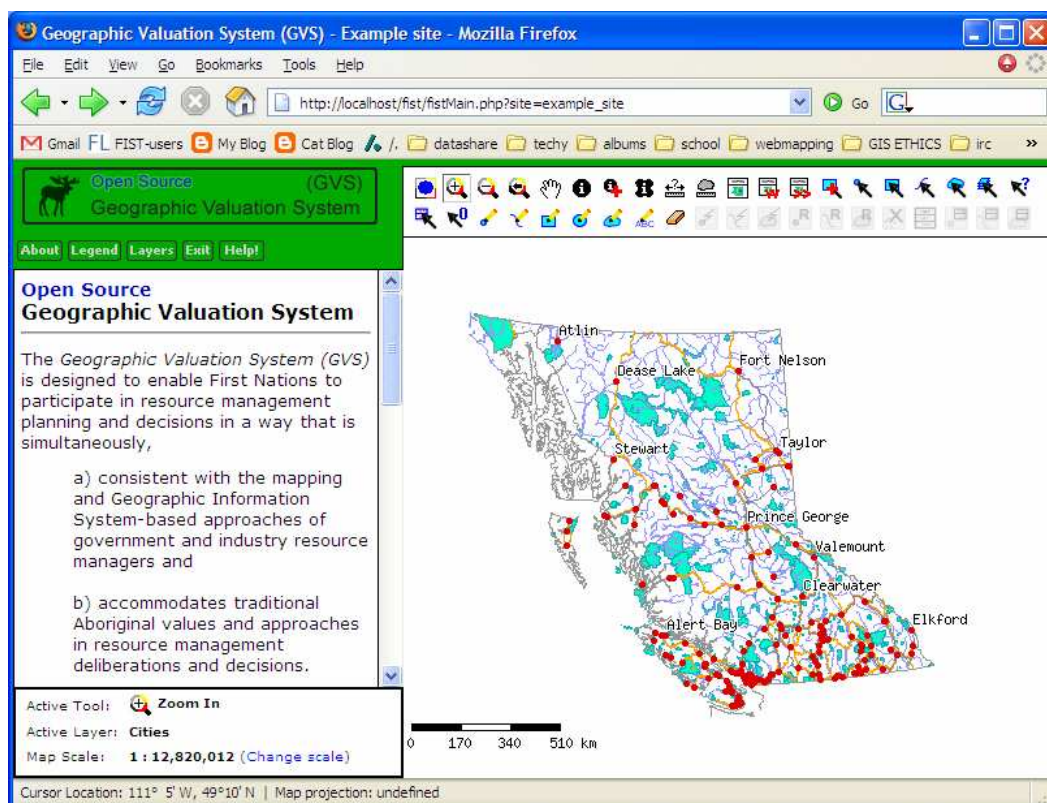 Geographic Valuation System (GVS) - Example site - Mozilla Firefox
File Edit View Go Bookmarks Tools Help
http://localhost/fist/fistMain.php?site=example_site
Go
G
Gmail FL FIST-users My Blog Cat Blog /. datashare techy albums school webmapping GIS ETHICS irc »
Open Source (GVS)
Geographic Valuation System
About Legend Layers Exit Help!
Open Source
Geographic Valuation System
The Geographic Valuation System (GVS)
is designed to enable First Nations to
participate in resource management
planning and decisions in a way that is
simultaneously,
a) consistent with the mapping
and Geographic Information
System-based approaches of
government and industry resource
managers and
b) accommodates traditional
Aboriginal values and approaches
in resource management
deliberations and decisions.
Active Tool: Zoom In
Active Layer: Cities
Map Scale: 1 : 12,820,012 (Change scale)
ABC
R R R
Atlin
Fort Nelson
Dease Lake
Taylor
Stewart
Prince George
Valemount
Clearwater
Alert Bay
Elkford
0 170 340 510 km
Cursor Location: 111° 5' W, 49°10' N | Map projection: undefined